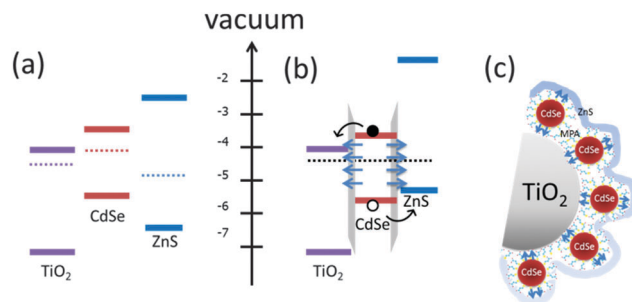 vacuum
(a)
-2
-3
-4
-5
-6
-7
CdSe
ZnS
TiO2
(b)
ZnS
CdSe
TiO2
(c)
CdSe
ZnS
MPA
CdSe
TiO2
CdSe
CdSe
CdSe